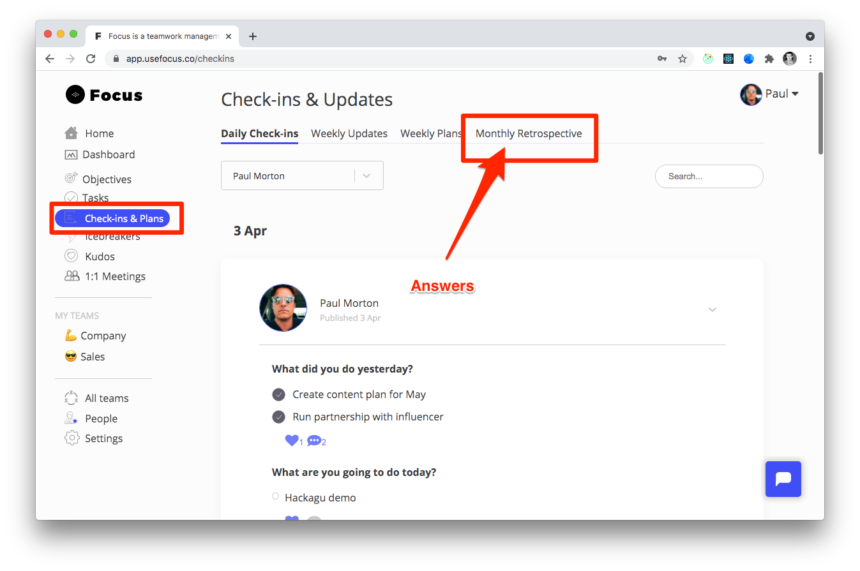 Focus is a teamwork managem
app.usefocus.co/checkins
Focus
Check-ins & Updates
Paul
Home
Dashboard
Objectives
Tasks
Check-ins & Plans
Icebreakers
Kudos
1:1 Meetings
MY TEAMS
Company
Sales
All teams
People
Settings
Daily Check-ins Weekly Updates Weekly Plans Monthly Retrospective
Paul Morton
Search...
3 Apr
Answers
Paul Morton
Published 3 Apr
What did you do yesterday?
Create content plan for May
Run partnership with influencer
1 2
What are you going to do today?
Hackagu demo